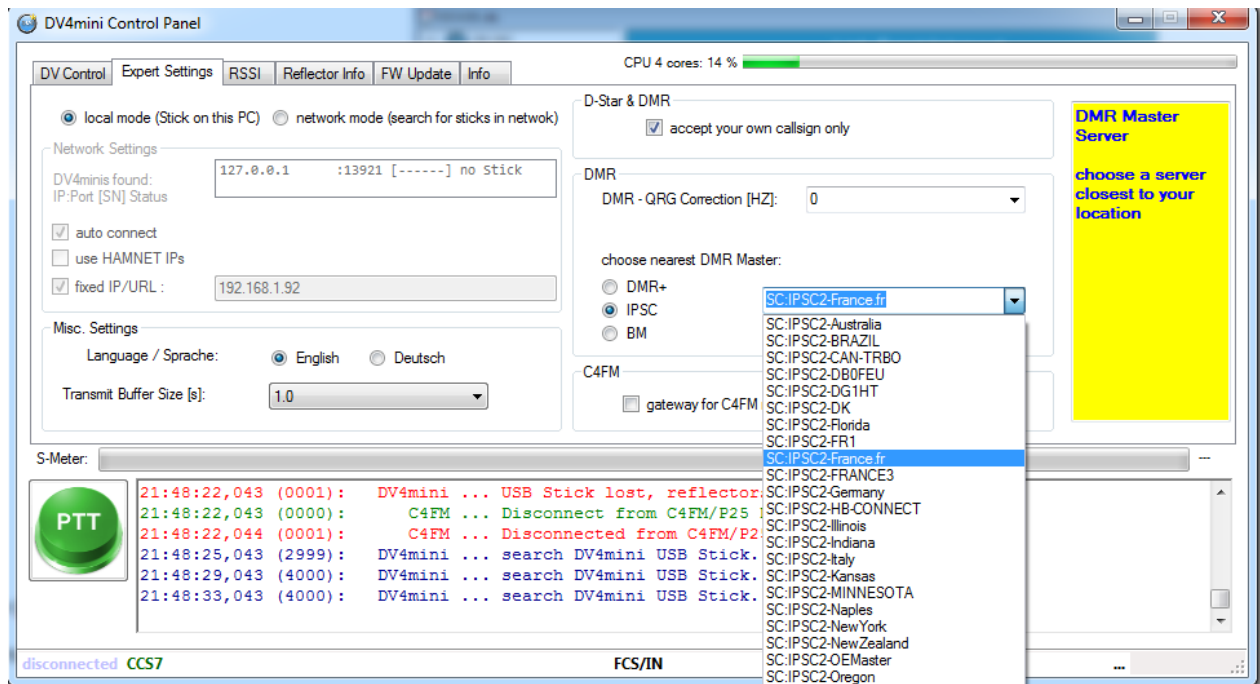 DV4mini Control Panel
CPU 4 cores: 14 %
DV Control Expert Settings RSSI Reflector Info FW Update Info
local mode (Stick on this PC) network mode (search for sticks in netwok)
Network Settings
DV4minis found:
IP:Port [SN] Status
127.0.0.1 :13921 [------] no Stick
auto connect
use HAMNET IPs
fixed IP/URL :
192.168.1.92
Misc. Settings
Language / Sprache:
English
Deutsch
Transmit Buffer Size [s]:
1.0
D-Star & DMR
accept your own callsign only
DMR
DMR - QRG Correction [HZ]:
0
choose nearest DMR Master:
DMR+
IPSC
BM
SC:IPSC2-France.fr
SC:IPSC2-Australia
SC:IPSC2-BRAZIL
SC:IPSC2-CAN-TRBO
SC:IPSC2-DB0FEU
SC:IPSC2-DG1HT
SC:IPSC2-DK
SC:IPSC2-Florida
SC:IPSC2-FR1
SC:IPSC2-France.fr
SC:IPSC2-FRANCE3
SC:IPSC2-Germany
SC:IPSC2-HB-CONNECT
SC:IPSC2-Illinois
SC:IPSC2-Indiana
SC:IPSC2-Italy
SC:IPSC2-Kansas
SC:IPSC2-MINNESOTA
SC:IPSC2-Naples
SC:IPSC2-NewYork
SC:IPSC2-NewZealand
SC:IPSC2-OEMaster
SC:IPSC2-Oregon
C4FM
gateway for C4FM
DMR Master
Server
choose a server
closest to your
location
S-Meter:
---
PTT
21:48:22,043 (0001): DV4mini ... USB Stick lost, reflector
21:48:22,043 (0000): C4FM ... Disconnect from C4FM/P25
21:48:22,044 (0001): C4FM ... Disconnected from C4FM/P2
21:48:25,043 (2999): DV4mini ... search DV4mini USB Stick.
21:48:29,043 (4000): DV4mini ... search DV4mini USB Stick.
21:48:33,043 (4000): DV4mini ... search DV4mini USB Stick.
disconnected CCS7
FCS/IN
...